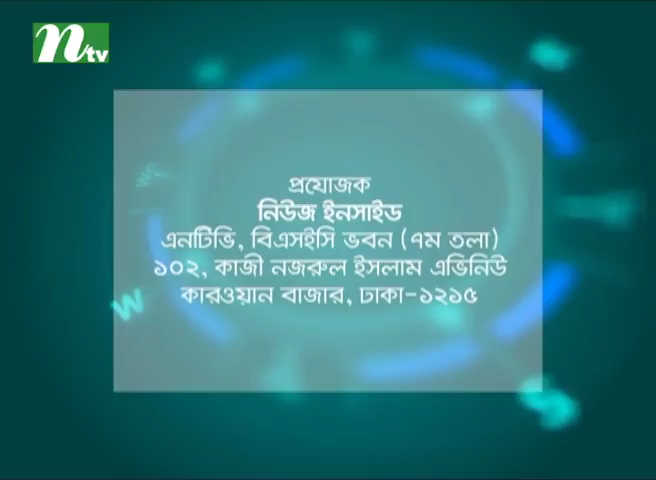 ntv
প্রযোজক
নিউজ ইনসাইড
এনটিভি, বিএসইসি ভবন (৭ম তলা)
১০২, কাজী নজরুল ইসলাম এভিনিউ
কারওয়ান বাজার, ঢাকা-১২১৫
W